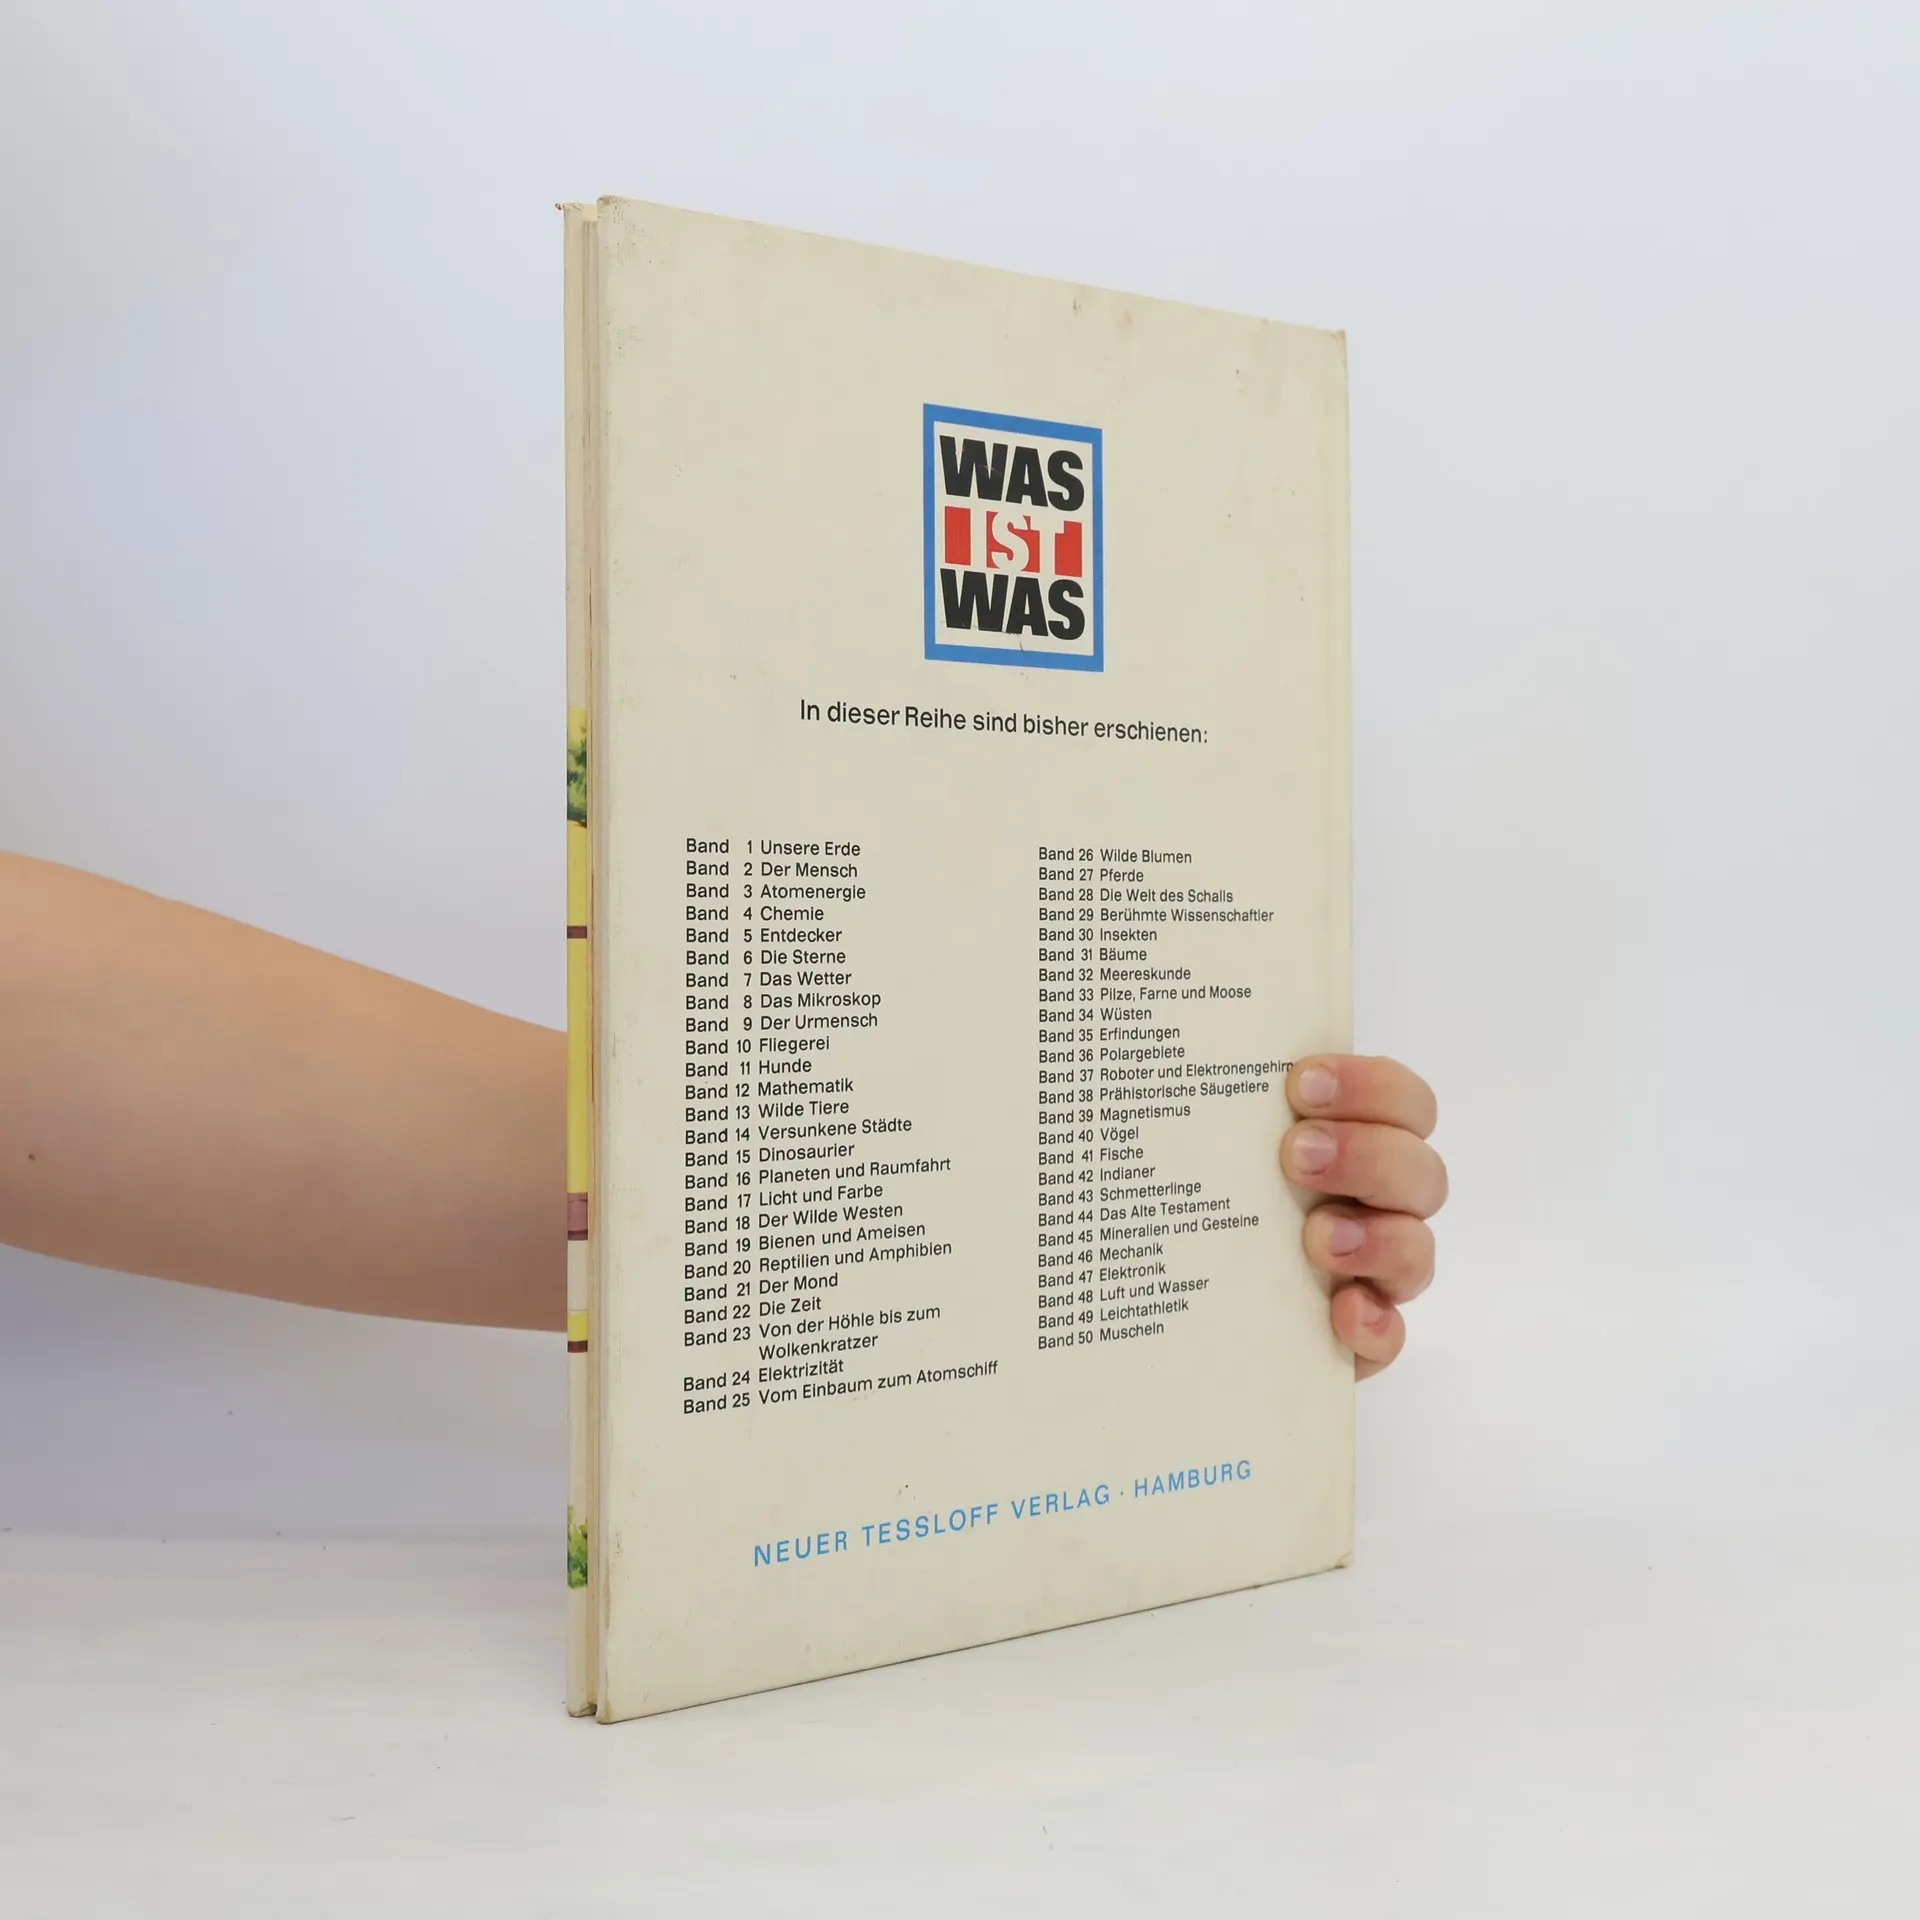 WAS
IST
WAS
In dieser Reihe sind bisher erschienen:
Band 1 Unsere Erde
Band 2 Der Mensch
Band 3 Atomenergie
Band 4 Chemie
Band 5 Entdecker
Band 6 Die Sterne
Band 7 Das Wetter
Band 8 Das Mikroskop
Band 9 Der Urmensch
Band 10 Fliegerei
Band 11 Hunde
Band 12 Mathematik
Band 13 Wilde Tiere
Band 14 Versunkene Städte
Band 15 Dinosaurier
Band 16 Planeten und Raumfahrt
Band 17 Licht und Farbe
Band 18 Der Wilde Westen
Band 19 Bienen und Ameisen
Band 20 Reptilien und Amphibien
Band 21 Der Mond
Band 22 Die Zeit
Band 23 Von der Höhle bis zum
Wolkenkratzer
Band 24 Elektrizität
Band 25 Vom Einbaum zum Atomschiff
Band 26 Wilde Blumen
Band 27 Pferde
Band 28 Die Welt des Schalls
Band 29 Berühmte Wissenschaftler
Band 30 Insekten
Band 31 Bäume
Band 32 Meereskunde
Band 33 Pilze, Farne und Moose
Band 34 Wüsten
Band 35 Erfindungen
Band 36 Polargebiete
Band 37 Roboter und Elektronengehirn
Band 38 Prähistorische Säugetiere
Band 39 Magnetismus
Band 40 Vögel
Band 41 Fische
Band 42 Indianer
Band 43 Schmetterlinge
Band 44 Das Alte Testament
Band 45 Mineralien und Gesteine
Band 46 Mechanik
Band 47 Elektronik
Band 48 Luft und Wasser
Band 49 Leichtathletik
Band 50 Muscheln
NEUER TESSLOFF VERLAG · HAMBURG